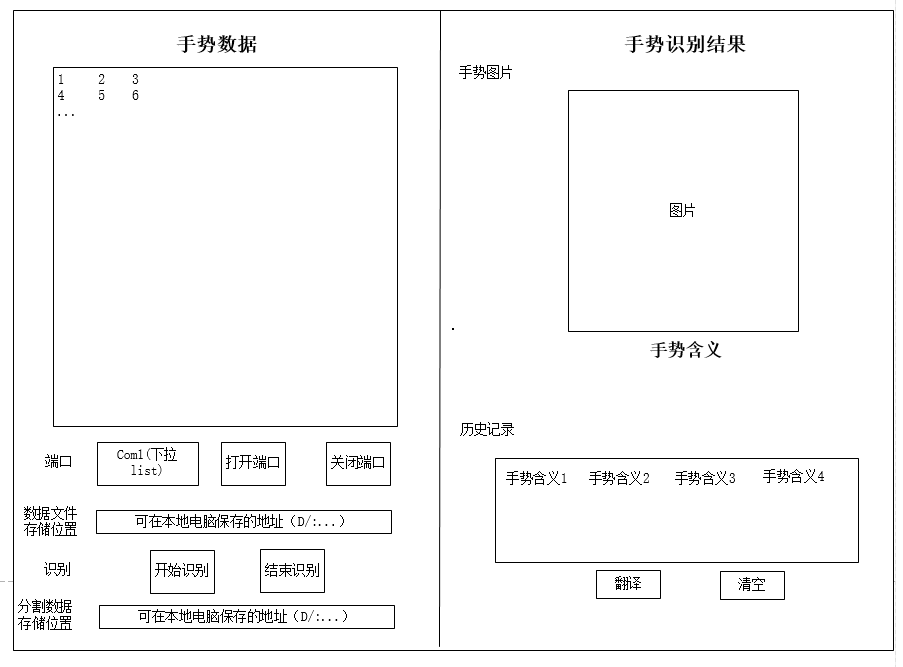 手势数据
1 2 3
4 5 6
...
端口
Com1(下拉
list)
打开端口
关闭端口
数据文件
存储位置
可在本地电脑保存的地址（D/:...）
识别
开始识别
结束识别
分割数据
存储位置
可在本地电脑保存的地址（D/:...）
手势识别结果
手势图片
图片
手势含义
历史记录
手势含义1 手势含义2 手势含义3 手势含义4
翻译
清空